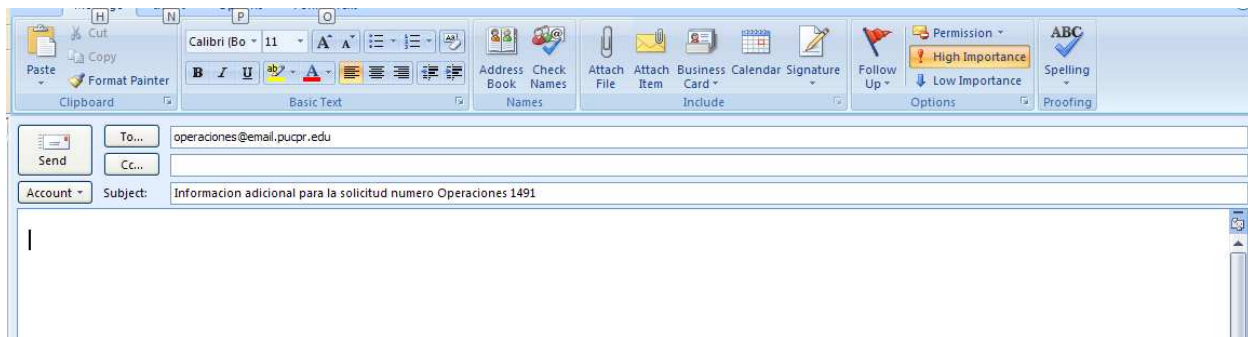 H N P O
Cut
Copy
Paste
Format Painter
Clipboard
Calibri (Bo 11 A A Aa
B I U ab A
Basic Text
Address Book
Check Names
Names
Attach File
Attach Item
Business Card
Calendar
Signature
Include
Follow Up
Permission
High Importance
Low Importance
Options
ABC
Spelling
Proofing
Send
To... operaciones@email.pucpr.edu
Cc...
Account Subject: Informacion adicional para la solicitud numero Operaciones 1491